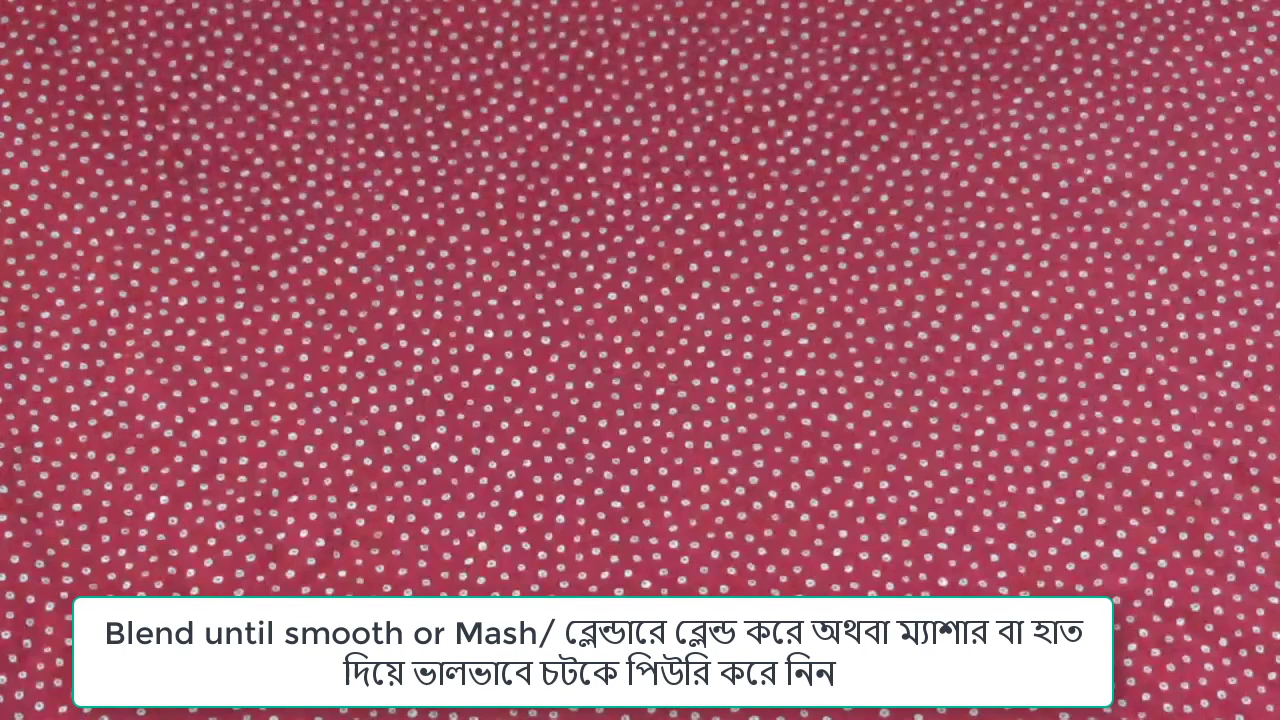 Blend until smooth or Mash/ ব্লেন্ডারে ব্লেন্ড করে অথবা ম্যাশার বা হাত
দিয়ে ভালভাবে চটকে পিউরি করে নিন